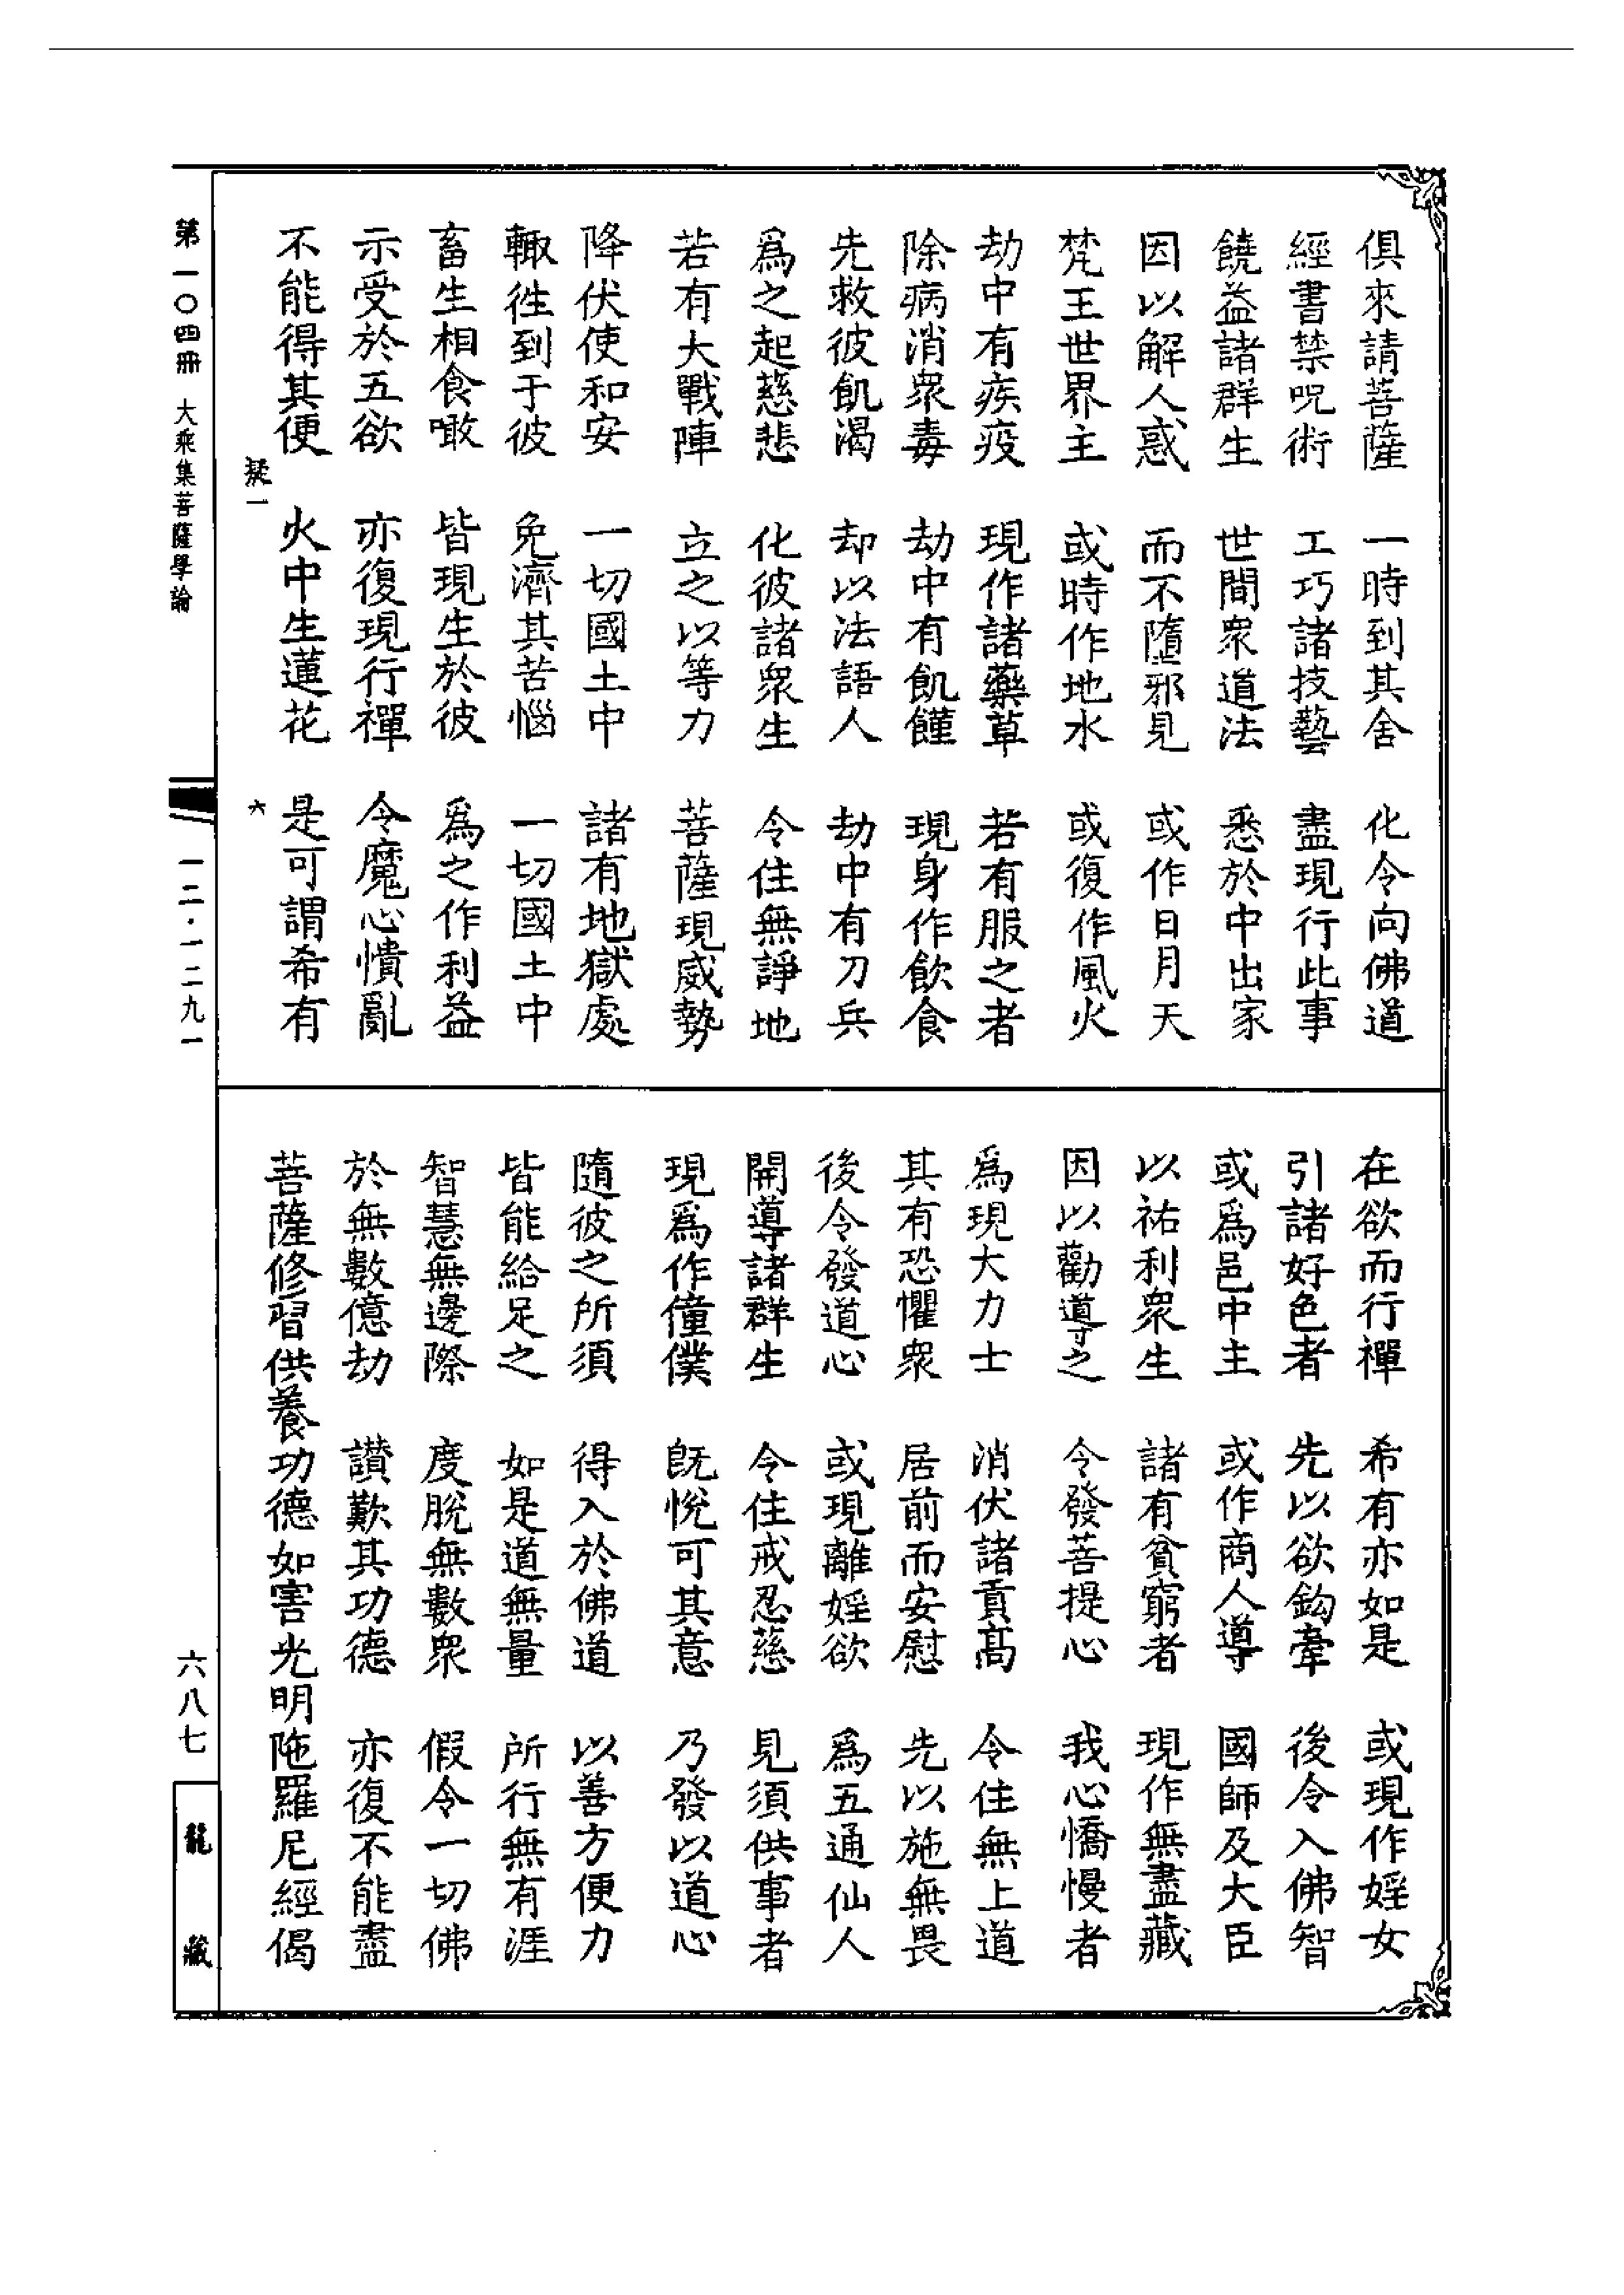 俱來請菩薩　一時到其舍　化令向佛道
經書禁呪術　工巧諸技藝　盡現行此事
饒益諸群生　世間衆道法　悉於中出家
因以解人惑　而不隨邪見　或作日月天
梵王世界主　或時作地水　或復作風火
劫中有疾疫　現作諸藥草　若有服之者
除病消衆毒　劫中有飢饉　現身作飲食
先救彼飢渴　却以法語人　劫中有刀兵
爲之起慈悲　化彼諸衆生　令住無諍地
若有大戰陣　立之以等力　菩薩現威勢
降伏使和安　一切國土中　諸有地獄處
輙徃到于彼　免濟其苦惱　一切國土中
畜生相食噉　皆現生於彼　爲之作利益
示受於五欲　亦復現行禪　令魔心憒亂
不能得其便　火中生蓮花　是可謂希有
疑一　六
在欲而行禪　希有亦如是　或現作婬女
引諸好色者　先以欲鈎牽　後令入佛智
或爲邑中主　或作商人導　國師及大臣
以祐利衆生　諸有貧窮者　現作無盡藏
因以勸導之　令發菩提心　我心憍慢者
爲現大力士　消伏諸貢高　令住無上道
其有恐懼衆　居前而安慰　先以施無畏
後令發道心　或現離婬欲　爲五通仙人
開導諸群生　令住戒忍慈　見須供事者
現爲作僮僕　旣悅可其意　乃發以道心
隨彼之所須　得入於佛道　以善方便力
皆能給足之　如是道無量　所行無有涯
智慧無邊際　度脫無數衆　假令一切佛
於無數億劫　讚歎其功德　亦復不能盡
菩薩修習供養功德如害光明陁羅尼經偈
第一〇四冊　大乘集菩薩學論
一二·一二九一
六八七
龍藏